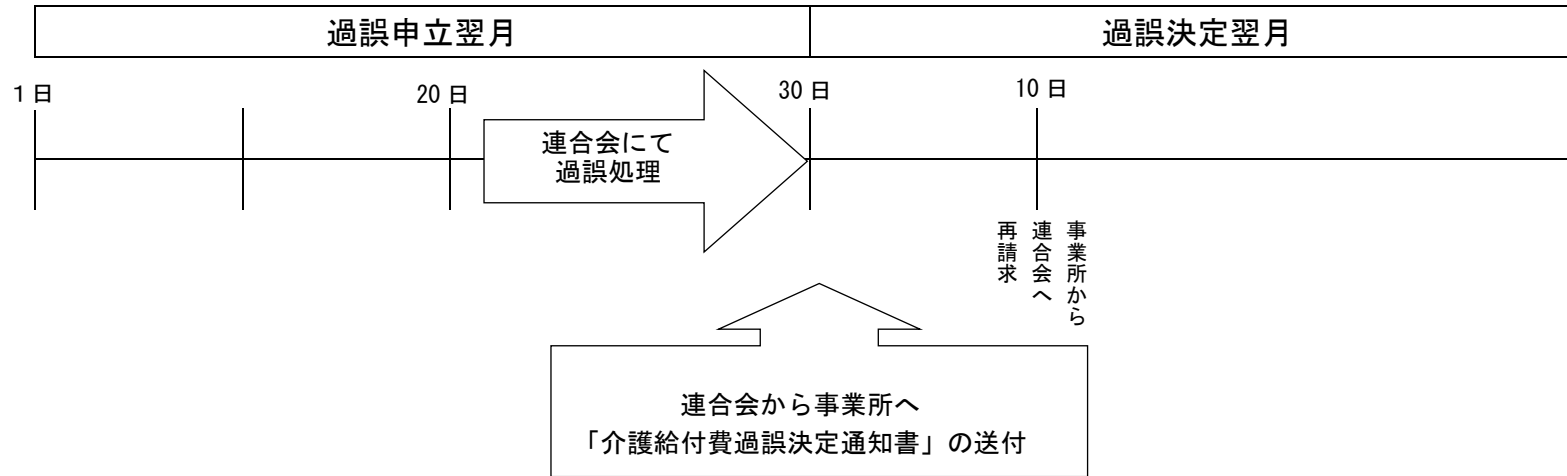 過誤申立翌月
過誤決定翌月
1日
20日
30日
10日
連合会にて
過誤処理
事業所から
連合会へ
再請求
連合会から事業所へ
「介護給付費過誤決定通知書」の送付